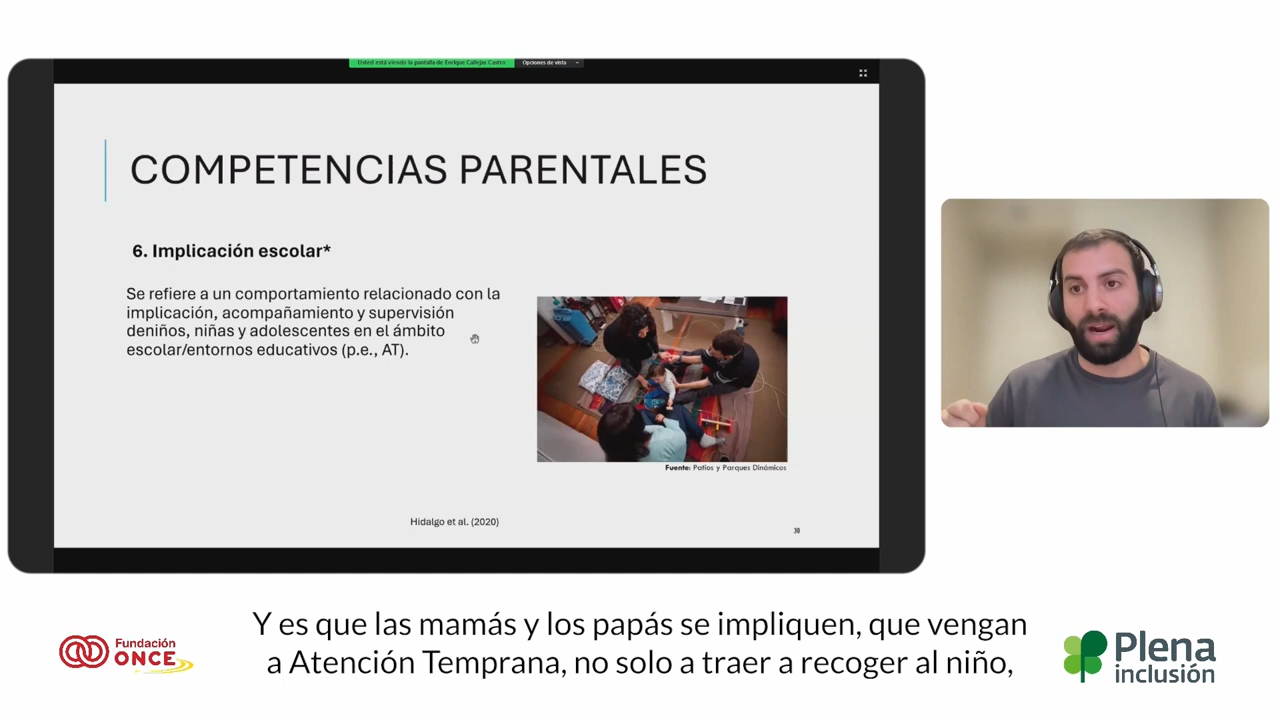 Usted está viendo la pantalla de Enrique Callejas Castro
Opciones de vista
COMPETENCIAS PARENTALES
6. Implicación escolar*
Se refiere a un comportamiento relacionado con la
implicación, acompañamiento y supervisión
deniños, niñas y adolescentes en el ámbito
escolar/entornos educativos (p.e., AT).
Fuente: Patios y Parques Dinámicos
Hidalgo et al. (2020)
30
Y es que las mamás y los papás se impliquen, que vengan
a Atención Temprana, no solo a traer a recoger al niño,
Fundación
ONCE
Plena
inclusión